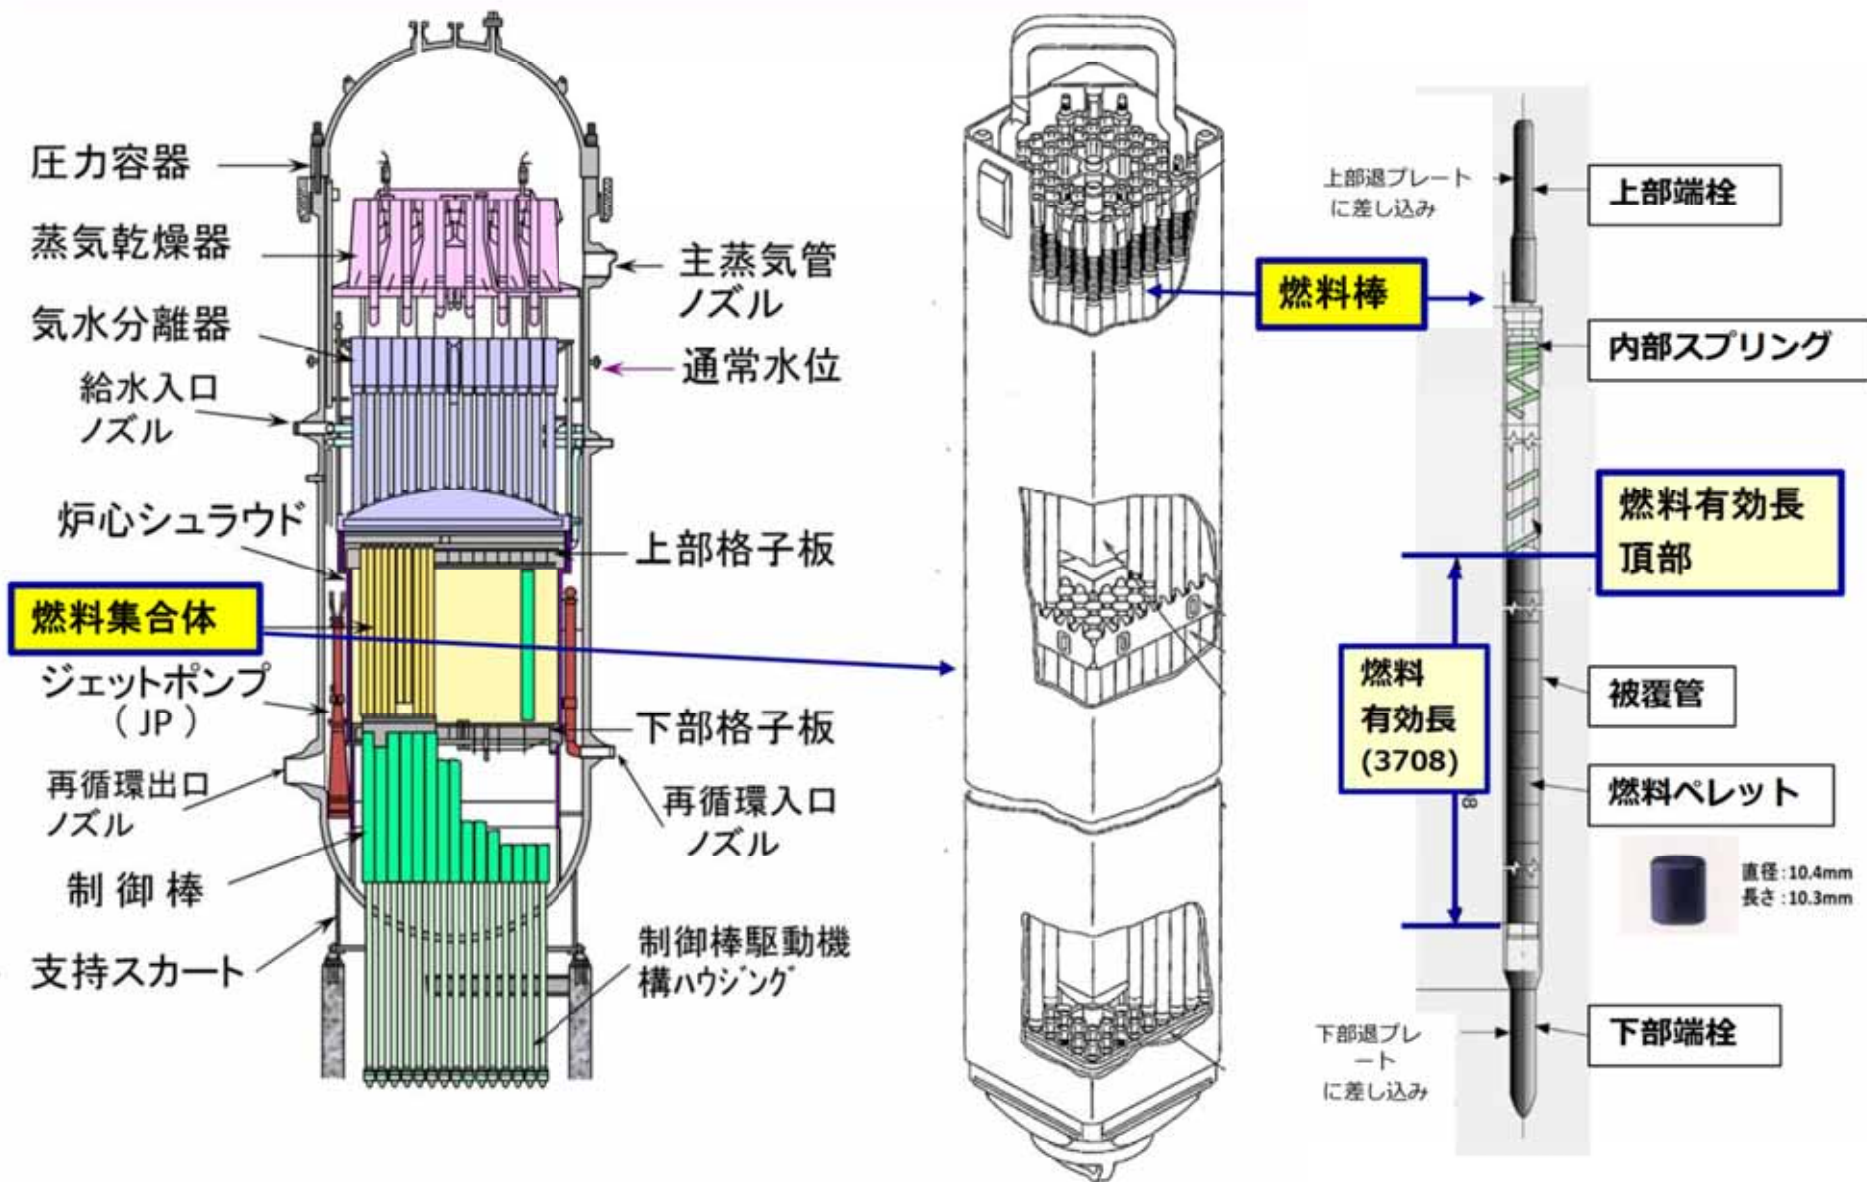 圧力容器
蒸気乾燥器
気水分離器
給水入口
ノズル
炉心シュラウド
燃料集合体
ジェットポンプ
(JP)
再循環出口
ノズル
制御棒
支持スカート
主蒸気管
ノズル
通常水位
上部格子板
下部格子板
再循環入口
ノズル
制御棒駆動機
構ハウジング
燃料棒
上部退プレート
に差し込み
上部端栓
内部スプリング
燃料有効長
頂部
燃料
有効長
(3708)
被覆管
燃料ペレット
直径:10.4mm
長さ:10.3mm
下部退プレ
ート
に差し込み
下部端栓